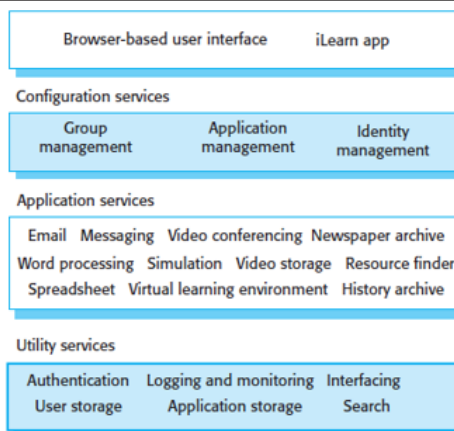 Browser-based user interface iLearn app
Configuration services
Group management Application management Identity management
Application services
Email Messaging Video conferencing Newspaper archive
Word processing Simulation Video storage Resource finder
Spreadsheet Virtual learning environment History archive
Utility services
Authentication Logging and monitoring Interfacing
User storage Application storage Search